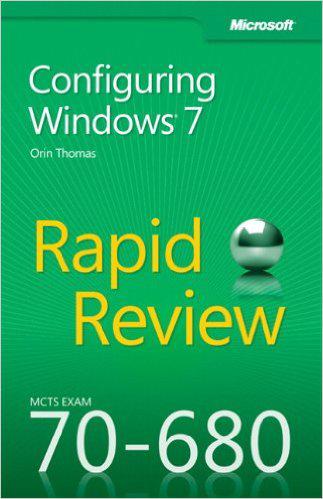 Microsoft
Configuring
Windows® 7
Orin Thomas
Rapid
Review
MCTS EXAM
70-680